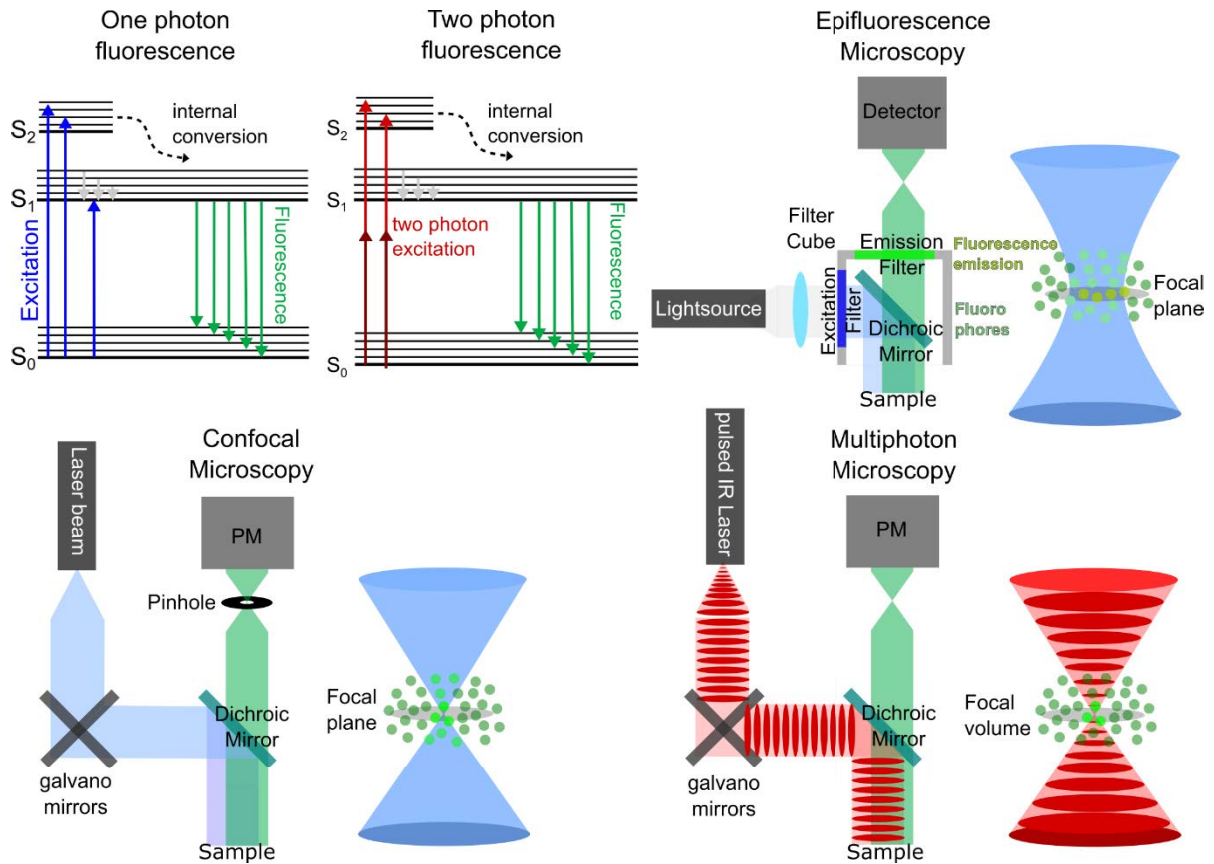 One photon
fluorescence
S2
internal
conversion
S1
Excitation
Fluorescence
S0
Two photon
fluorescence
S2
internal
conversion
S1
two photon
excitation
Fluorescence
S0
Epifluorescence
Microscopy
Detector
Filter
Cube
Emission
Filter
Fluorescence
emission
Lightsource
Excitation
Filter
Dichroic
Mirror
Fluoro
phores
Focal
plane
Sample
Laser beam
Confocal
Microscopy
PM
Pinhole
Dichroic
Mirror
galvano
mirrors
Sample
Focal
plane
pulsed IR Laser
Multiphoton
Microscopy
PM
Dichroic
Mirror
galvano
mirrors
Sample
Focal
volume